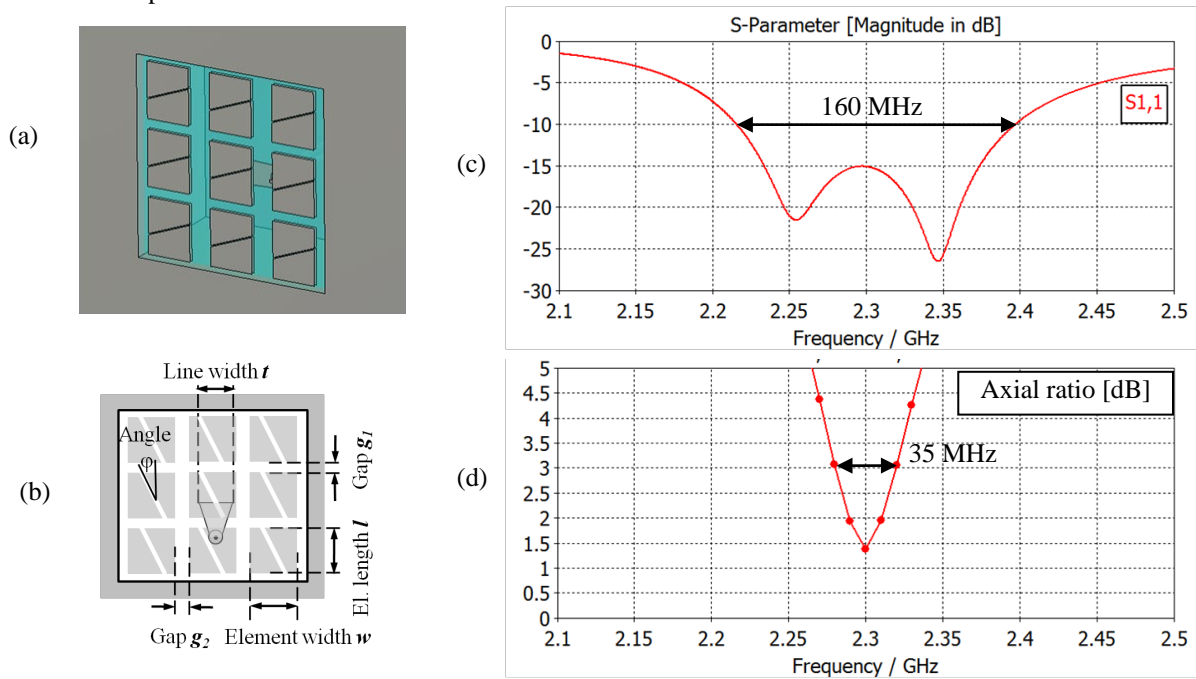 (a)
(b)
Line width t
Angle
φ
Gap g1
El. length l
Gap g2
Element width w
(c)
S-Parameter [Magnitude in dB]
0
-5
-10
-15
-20
-25
-30
160 MHz
S1,1
2.1
2.15
2.2
2.25
2.3
2.35
2.4
2.45
2.5
Frequency / GHz
(d)
5
4.5
4
3.5
3
2.5
2
1.5
1
0.5
0
Axial ratio [dB]
35 MHz
2.1
2.15
2.2
2.25
2.3
2.35
2.4
2.45
2.5
Frequency / GHz